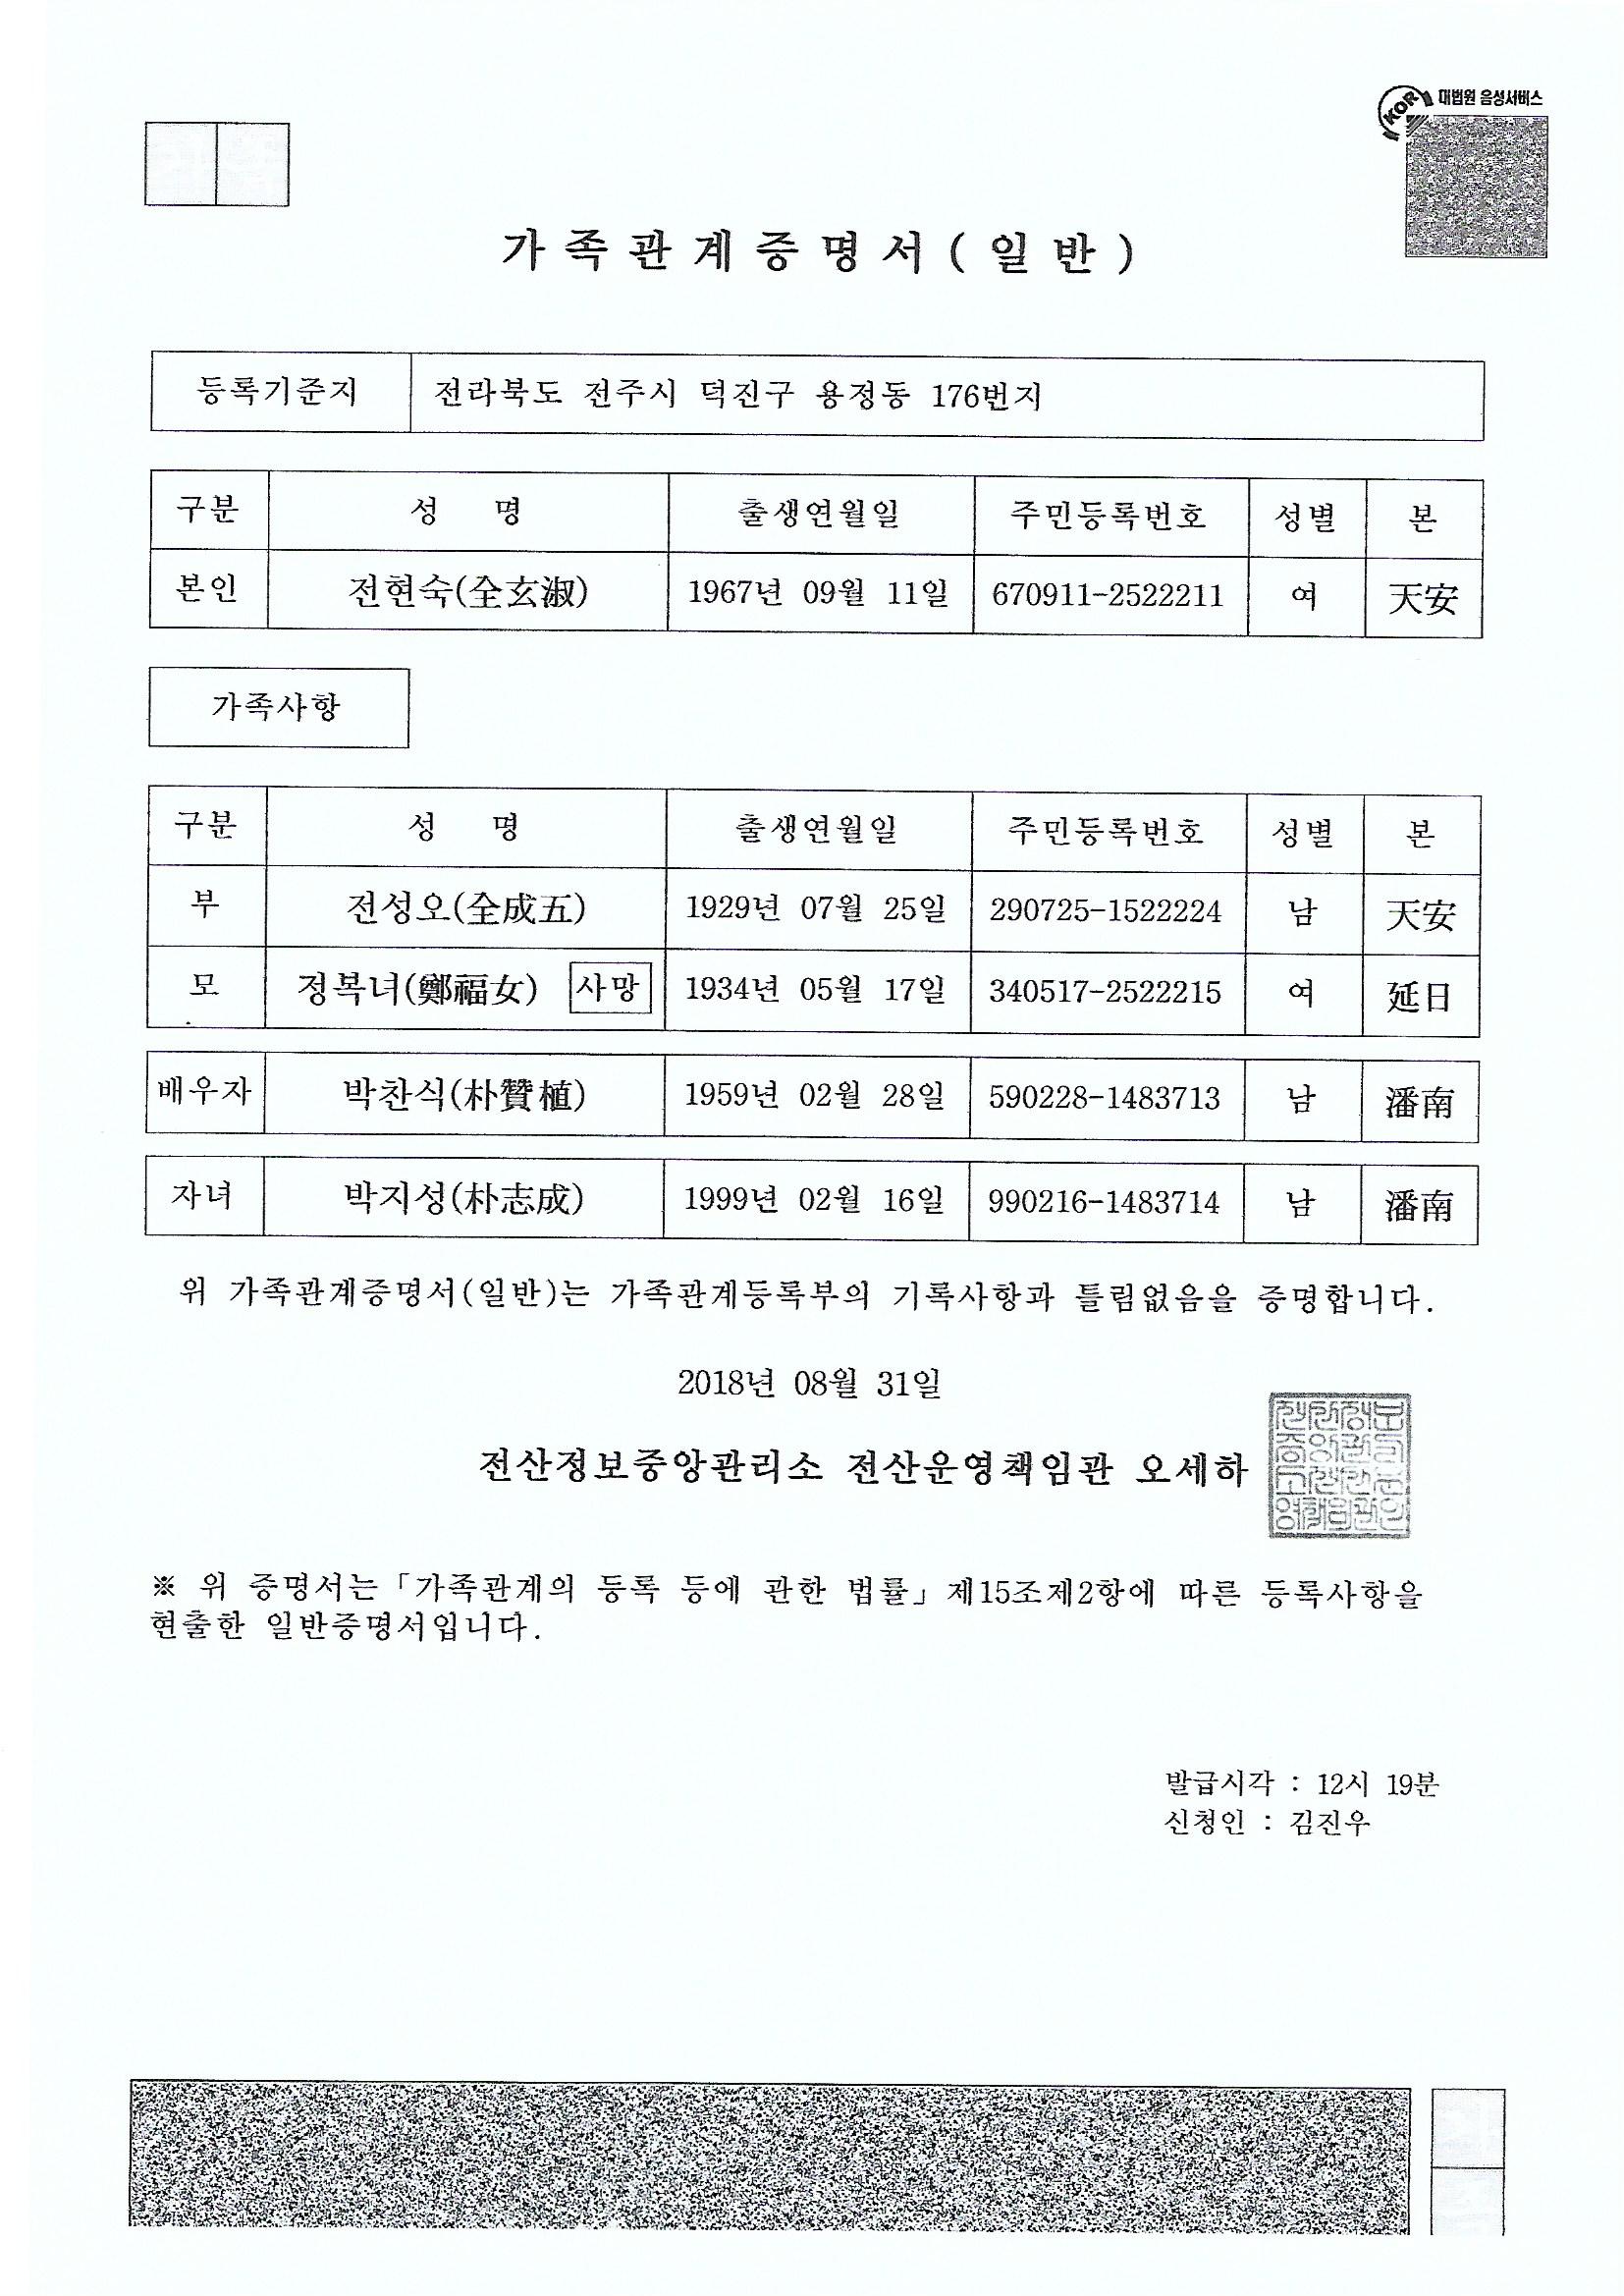 대법원 음성서비스
KOR
가족관계증명서(일반)
등록기준지 전라북도 전주시 덕진구 용정동 176번지
구분 성 명 출생연월일 주민등록번호 성별 본
본인 전현숙(全玄淑) 1967년 09월 11일 670911-2522211 여 天安
가족사항
구분 성 명 출생연월일 주민등록번호 성별 본
부 전성오(全成五) 1929년 07월 25일 290725-1522224 남 天安
모 정복녀(鄭福女) 사망 1934년 05월 17일 340517-2522215 여 延日
배우자 박찬식(朴贊植) 1959년 02월 28일 590228-1483713 남 潘南
자녀 박지성(朴志成) 1999년 02월 16일 990216-1483714 남 潘南
위 가족관계증명서(일반)는 가족관계등록부의 기록사항과 틀림없음을 증명합니다.
2018년 08월 31일
전산정보중앙관리소 전산운영책임관 오세하
※ 위 증명서는「가족관계의 등록 등에 관한 법률」제15조제2항에 따른 등록사항을
현출한 일반증명서입니다.
발급시각 : 12시 19분
신청인 : 김진우